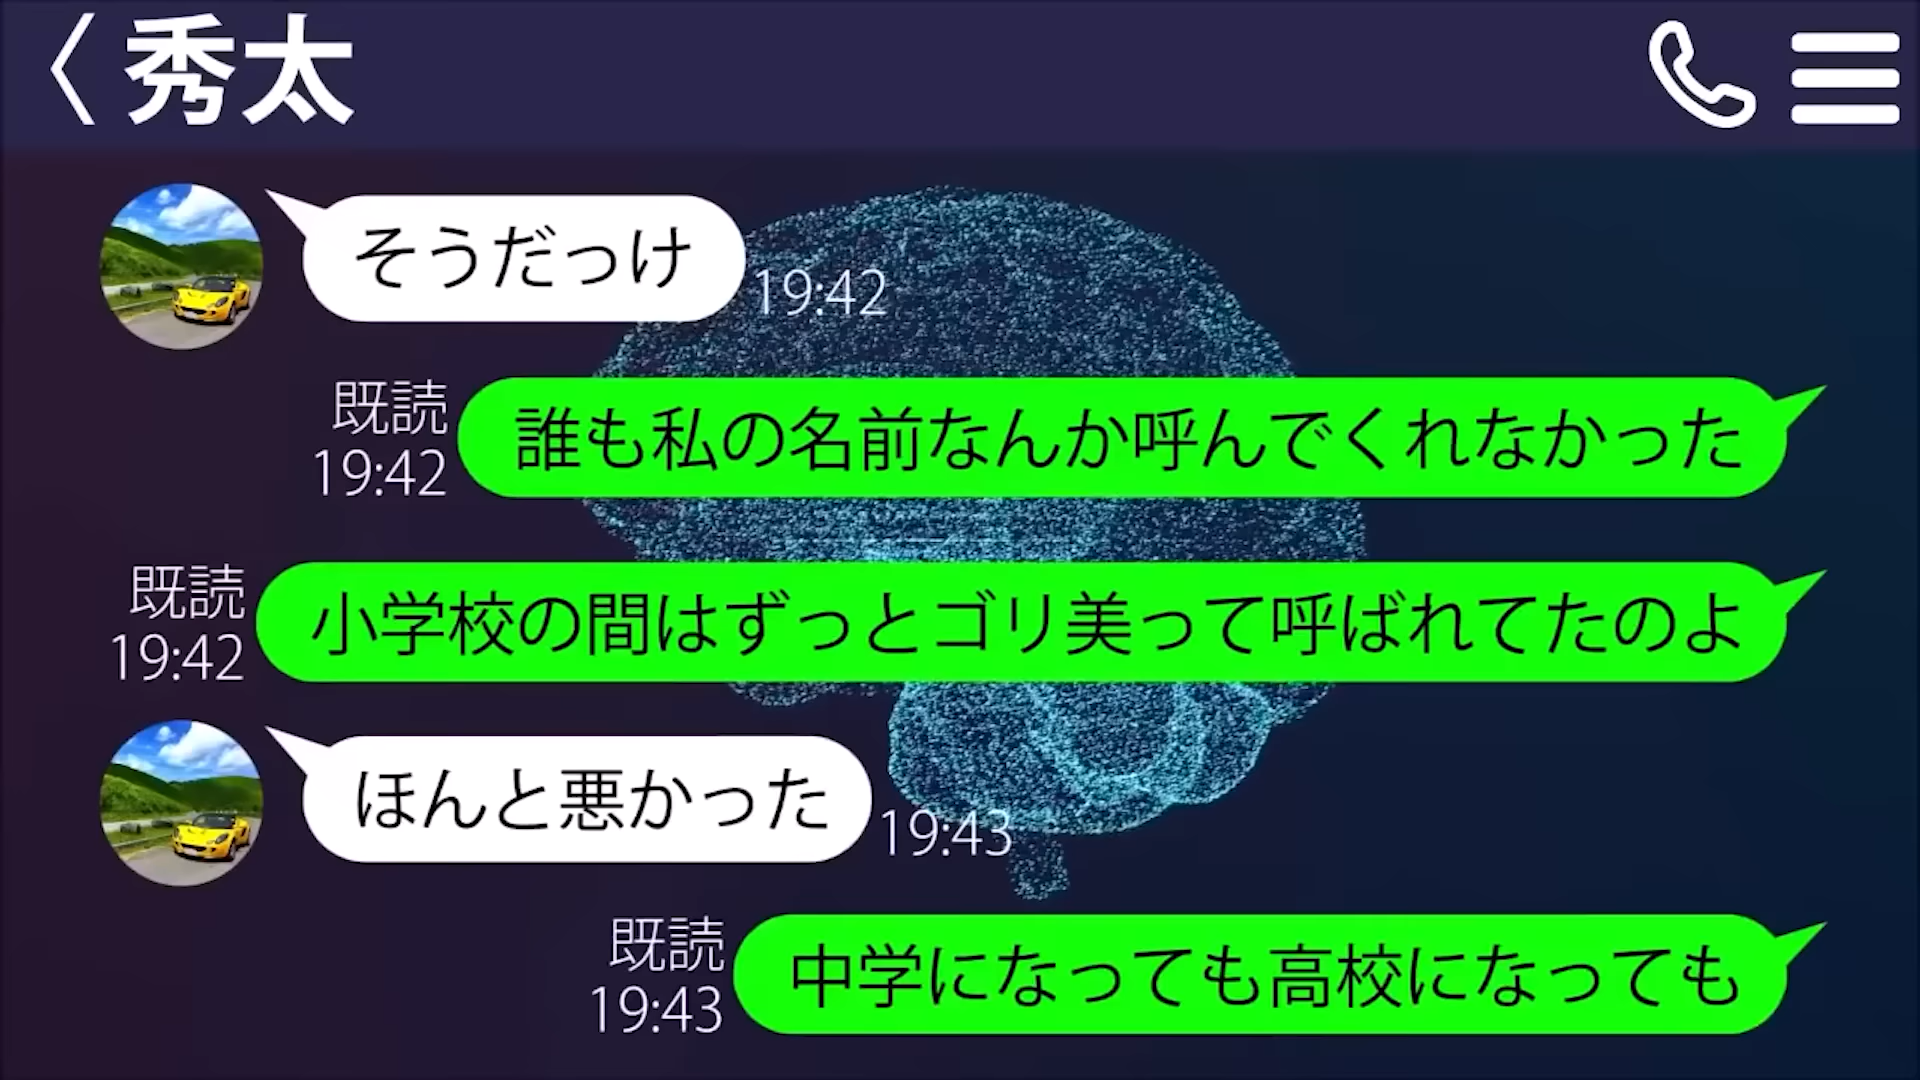 秀太
そうだっけ
19:42
誰も私の名前なんか呼んでくれなかった
既読
19:42
小学校の間はずっとゴリ美って呼ばれてたのよ
既読
19:42
ほんと悪かった
19:43
中学になっても高校になっても
既読
19:43